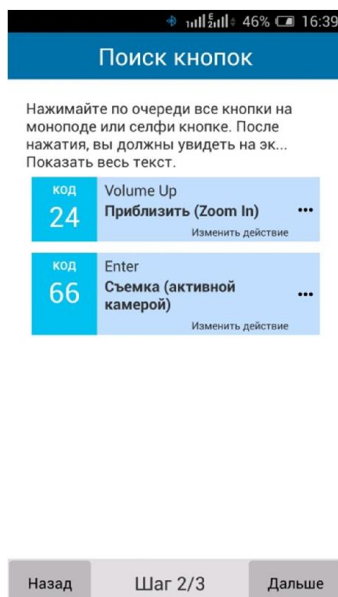 46% 16:39
Поиск кнопок
Нажимайте по очереди все кнопки на
моноподе или селфи кнопке. После
нажатия, вы должны увидеть на эк...
Показать весь текст.
код
24
Volume Up
Приблизить (Zoom In)
Изменить действие
код
66
Enter
Съемка (активной
камерой)
Изменить действие
Назад Шаг 2/3 Дальше